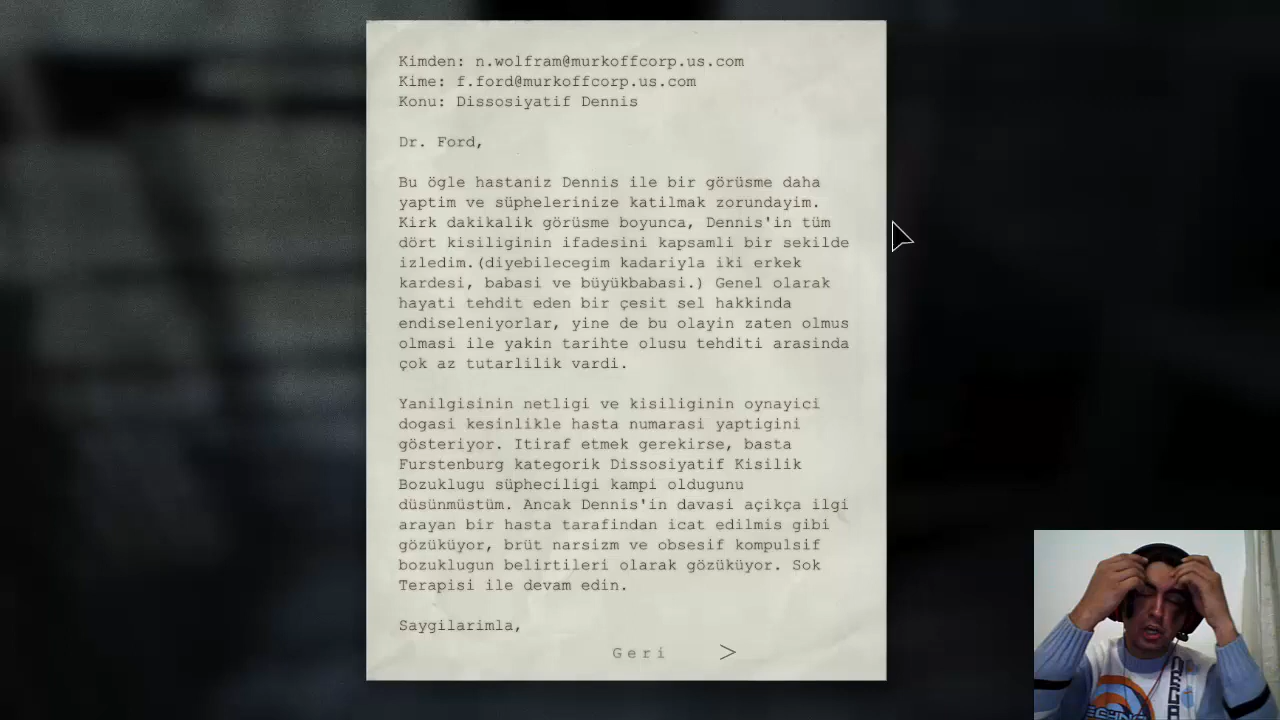 Kimden: n.wolfram@murkoffcorp.us.com
Kime: f.ford@murkoffcorp.us.com
Konu: Dissosiyatif Dennis
Dr. Ford,
Bu ögle hastaniz Dennis ile bir görüsme daha
yaptim ve süphelerinize katilmak zorundayim.
Kirk dakikalik görüsme boyunca, Dennis'in tüm
dört kisiliginin ifadesini kapsamli bir sekilde
izledim.(diyebilecegim kadariyla iki erkek
kardesi, babasi ve büyükbabasi.) Genel olarak
hayati tehdit eden bir çesit sel hakkinda
endiseleniyorlar, yine de bu olayin zaten olmus
olmasi ile yakin tarihte olusu tehditi arasinda
çok az tutarlilik vardi.
Yanilgisinin netligi ve kisiliginin oynayici
dogasi kesinlikle hasta numarasi yaptigini
gösteriyor. Itiraf etmek gerekirse, basta
Furstenburg kategorik Dissosiyatif Kisilik
Bozuklugu süpheciligi kampi oldugunu
düsünmüstüm. Ancak Dennis'in davasi açikça ilgi
arayan bir hasta tarafindan icat edilmis gibi
gözüküyor, brüt narsizm ve obsesif kompulsif
bozuklugun belirtileri olarak gözüküyor. Sok
Terapisi ile devam edin.
Saygilarimla,
Geri >